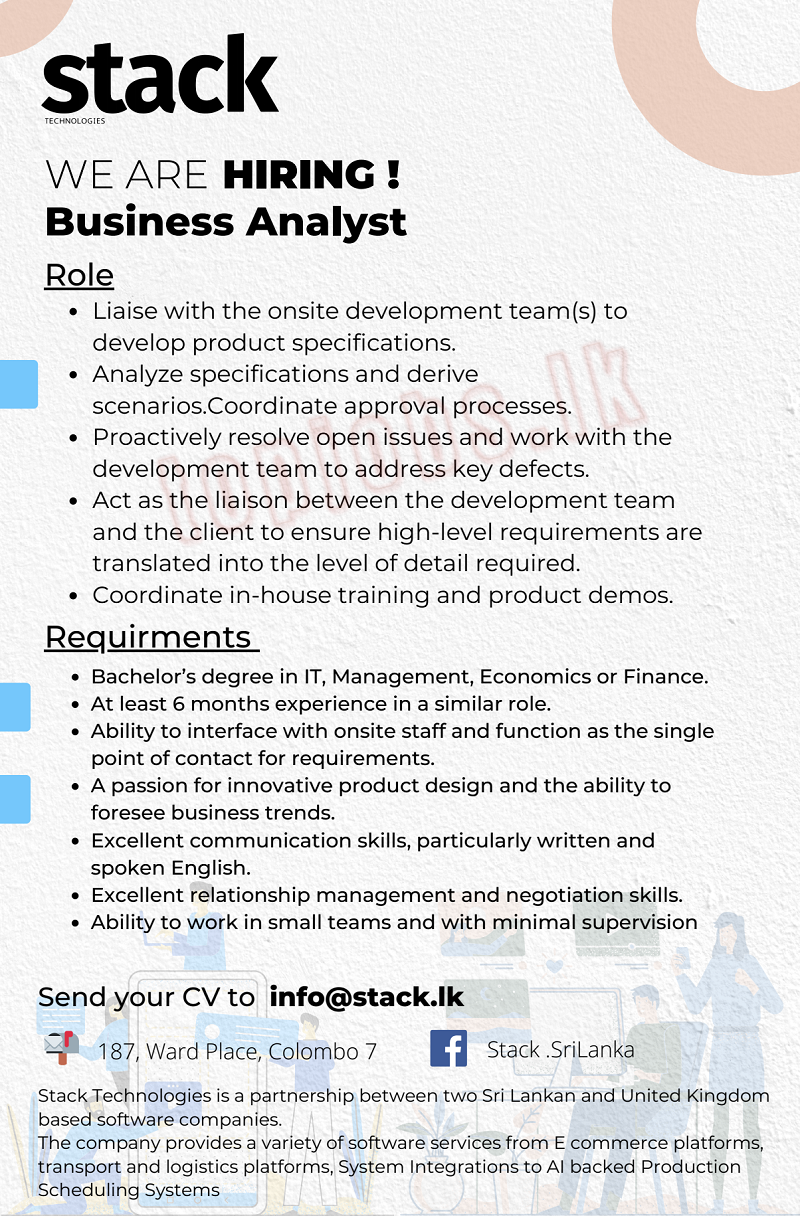 stack
TECHNOLOGIES
WE ARE HIRING !
Business Analyst
Role
• Liaise with the onsite development team(s) to
develop product specifications.
• Analyze specifications and derive
scenarios.Coordinate approval processes.
• Proactively resolve open issues and work with the
development team to address key defects.
• Act as the liaison between the development team
and the client to ensure high-level requirements are
translated into the level of detail required.
• Coordinate in-house training and product demos.
topjobs.lk
Requirments
• Bachelor’s degree in IT, Management, Economics or Finance.
• At least 6 months experience in a similar role.
• Ability to interface with onsite staff and function as the single
point of contact for requirements.
• A passion for innovative product design and the ability to
foresee business trends.
• Excellent communication skills, particularly written and
spoken English.
• Excellent relationship management and negotiation skills.
• Ability to work in small teams and with minimal supervision
Send your CV to info@stack.lk
187, Ward Place, Colombo 7
Stack .SriLanka
Stack Technologies is a partnership between two Sri Lankan and United Kingdom
based software companies.
The company provides a variety of software services from E commerce platforms,
transport and logistics platforms, System Integrations to AI backed Production
Scheduling Systems